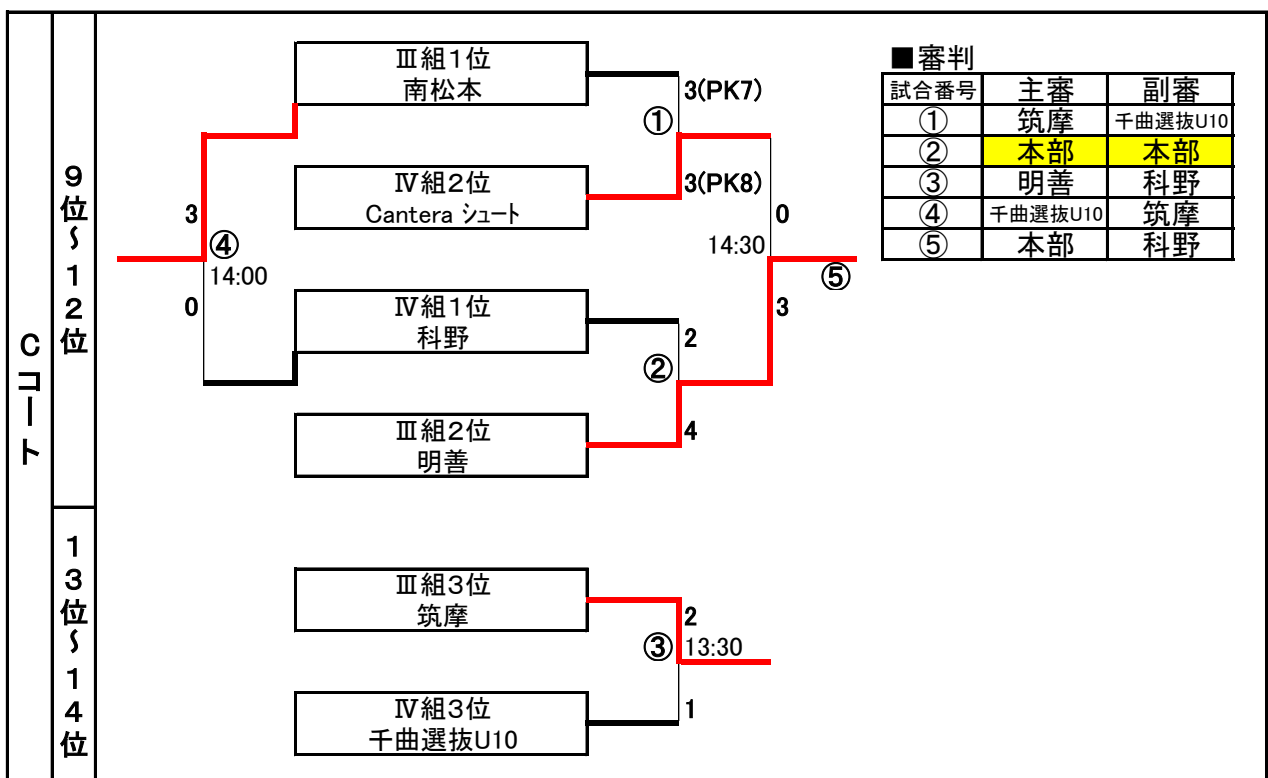 Cコート
9位～12位
13位～14位
Ⅲ組1位
南松本
3(PK7)
①
Ⅳ組2位
Cantera シュート
3(PK8)
3
④
14:00
0
0
14:30
⑤
3
Ⅳ組1位
科野
2
②
Ⅲ組2位
明善
4
Ⅲ組3位
筑摩
2
③ 13:30
Ⅳ組3位
千曲選抜U10
1
■審判
試合番号 主審 副審
① 筑摩 千曲選抜U10
② 本部 本部
③ 明善 科野
④ 千曲選抜U10 筑摩
⑤ 本部 科野